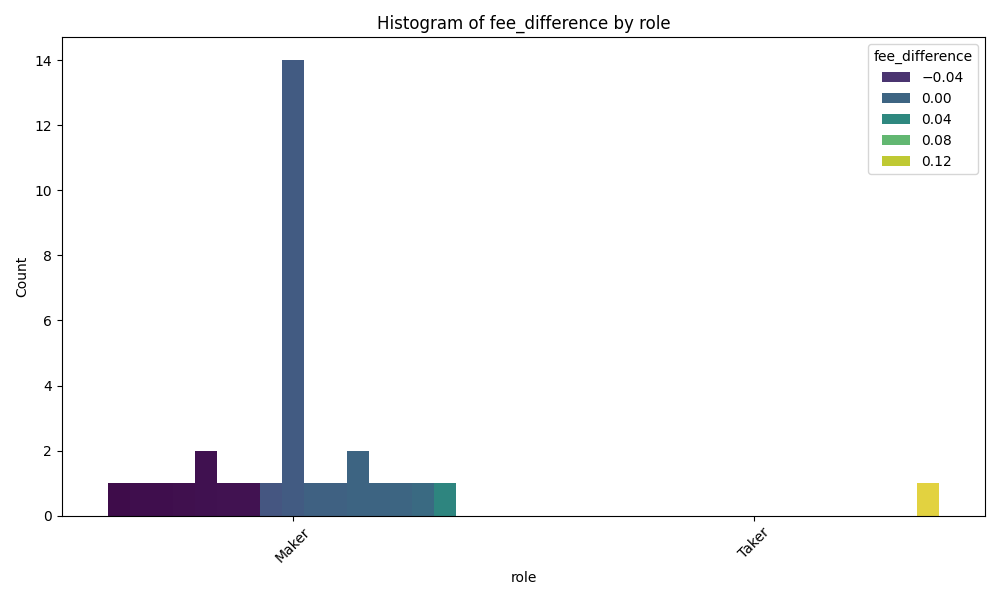 Histogram of fee_difference by role
fee_difference
−0.04
0.00
0.04
0.08
0.12
14
12
10
8
6
4
2
0
Count
Maker
Taker
role